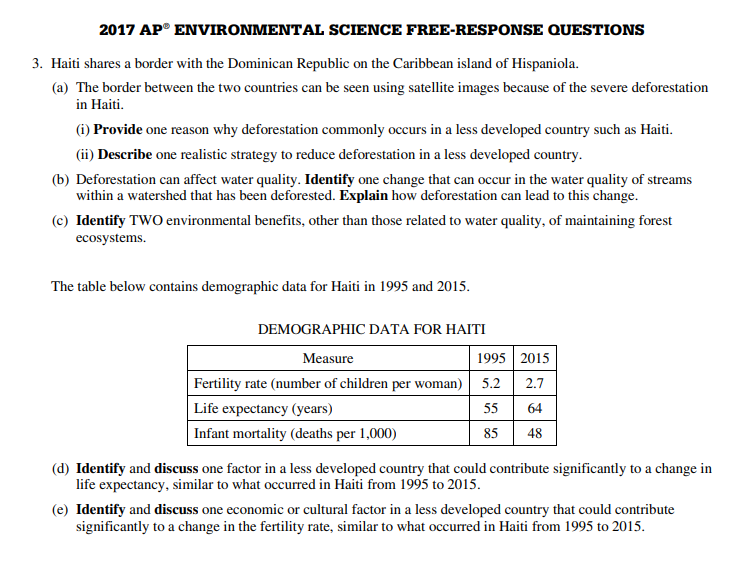 2017 AP® ENVIRONMENTAL SCIENCE FREE-RESPONSE QUESTIONS
3. Haiti shares a border with the Dominican Republic on the Caribbean island of Hispaniola.
(a) The border between the two countries can be seen using satellite images because of the severe deforestation
in Haiti.
(i) Provide one reason why deforestation commonly occurs in a less developed country such as Haiti.
(ii) Describe one realistic strategy to reduce deforestation in a less developed country.
(b) Deforestation can affect water quality. Identify one change that can occur in the water quality of streams
within a watershed that has been deforested. Explain how deforestation can lead to this change.
(c) Identify TWO environmental benefits, other than those related to water quality, of maintaining forest
ecosystems.
The table below contains demographic data for Haiti in 1995 and 2015.
DEMOGRAPHIC DATA FOR HAITI
Measure 1995 2015
Fertility rate (number of children per woman) 5.2 2.7
Life expectancy (years) 55 64
Infant mortality (deaths per 1,000) 85 48
(d) Identify and discuss one factor in a less developed country that could contribute significantly to a change in
life expectancy, similar to what occurred in Haiti from 1995 to 2015.
(e) Identify and discuss one economic or cultural factor in a less developed country that could contribute
significantly to a change in the fertility rate, similar to what occurred in Haiti from 1995 to 2015.